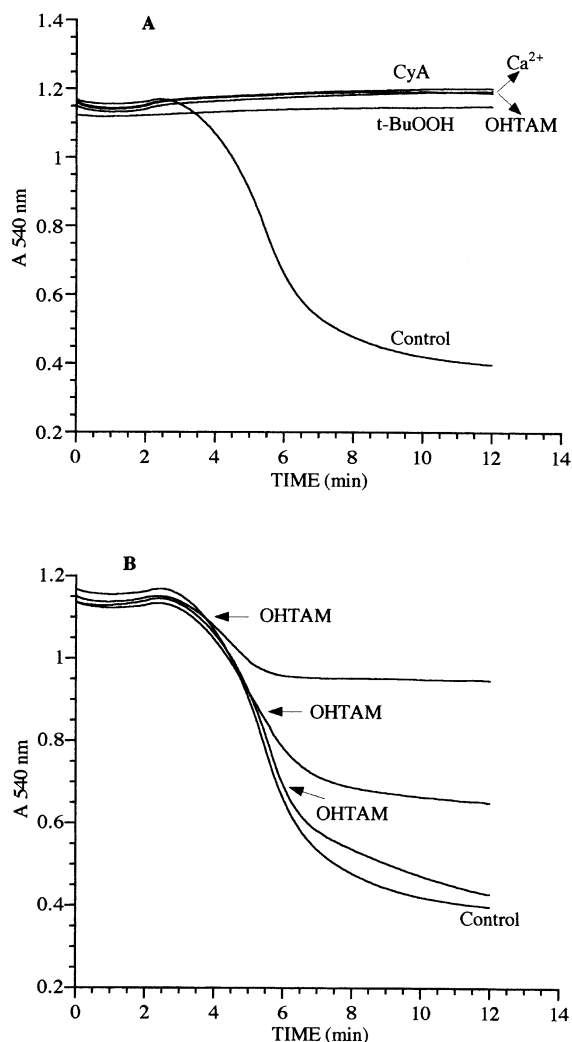 A
1.4
1.2
1
0.8
0.6
0.4
0.2
A 540 nm
CyA
Ca2+
t-BuOOH
OHTAM
Control
0 2 4 6 8 10 12 14
TIME (min)
B
1.2
1
0.8
0.6
0.4
0.2
A 540 nm
OHTAM
OHTAM
OHTAM
Control
0 2 4 6 8 10 12 14
TIME (min)